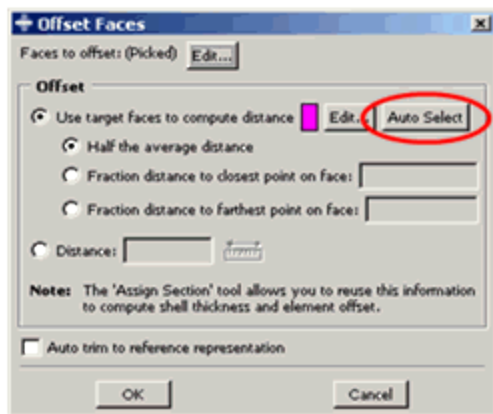 Offset Faces
Faces to offset: (Picked) Edit...
Offset
Use target faces to compute distance Edit... Auto Select
Half the average distance
Fraction distance to closest point on face:
Fraction distance to farthest point on face:
Distance:
Note: The 'Assign Section' tool allows you to reuse this information
to compute shell thickness and element offset.
Auto trim to reference representation
OK Cancel